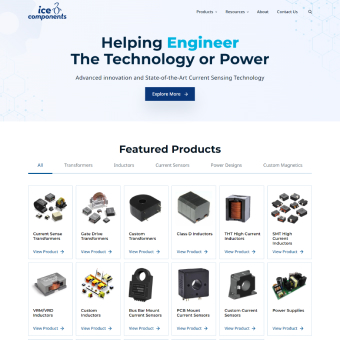 ice
components
Products
Resources
About
Contact Us
Helping Engineer
The Technology or Power
Advanced innovation and State-of-the-Art Current Sensing Technology
Explore More
Featured Products
All
Transformers
Inductors
Current Sensors
Power Designs
Custom Magnetics
Current Sense
Transformers
View Product
Gate Drive
Transformers
View Product
Custom
Transformers
View Product
Class D Inductors
View Product
THT High Current
Inductors
View Product
SMT High
Current
Inductors
View Product
VRM/VRD
Inductors
View Product
Custom
Inductors
View Product
Bus Bar Mount
Current Sensors
View Product
PCB Mount
Current Sensors
View Product
Custom Current
Sensors
View Product
Power Supplies
View Product